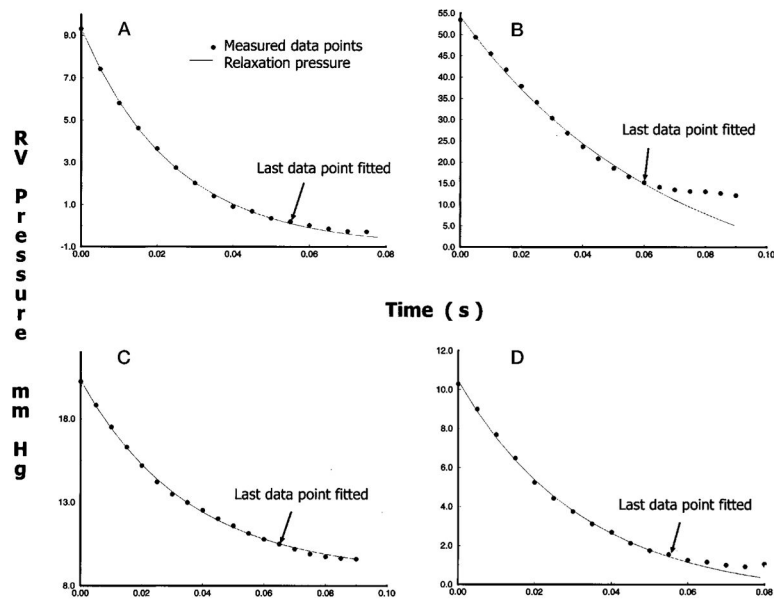 RV Pressure mm Hg
A
Measured data points
Relaxation pressure
Last data point fitted
9.0
7.0
5.0
3.0
1.0
-1.0
0.00 0.02 0.04 0.06 0.08
B
Last data point fitted
55.0
50.0
45.0
40.0
35.0
30.0
25.0
20.0
15.0
10.0
5.0
0.0
0.00 0.02 0.04 0.06 0.08 0.10
Time ( s )
C
Last data point fitted
18.0
13.0
8.0
0.00 0.02 0.04 0.06 0.08 0.10
D
Last data point fitted
12.0
10.0
8.0
6.0
4.0
2.0
0.0
0.00 0.02 0.04 0.06 0.08